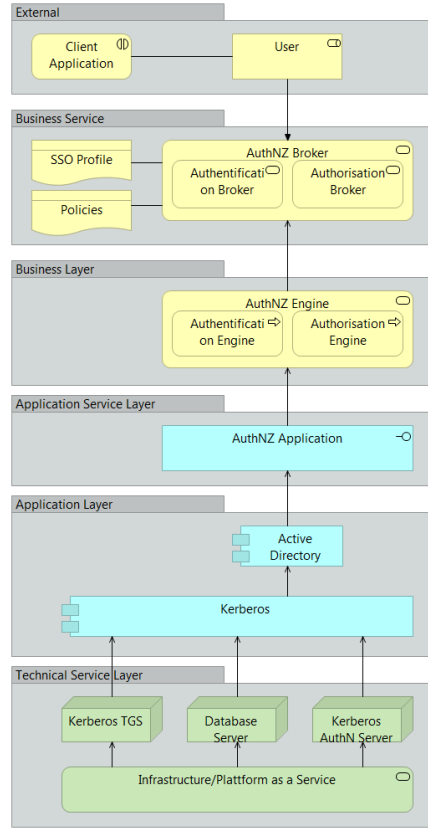 External
Client
Application
User
Business Service
SSO Profile
Policies
AuthNZ Broker
Authentificati
on Broker
Authorisation
Broker
Business Layer
AuthNZ Engine
Authentificati
on Engine
Authorisation
Engine
Application Service Layer
AuthNZ Application
Application Layer
Active
Directory
Kerberos
Technical Service Layer
Kerberos TGS
Database
Server
Kerberos
AuthN Server
Infrastructure/Plattform as a Service